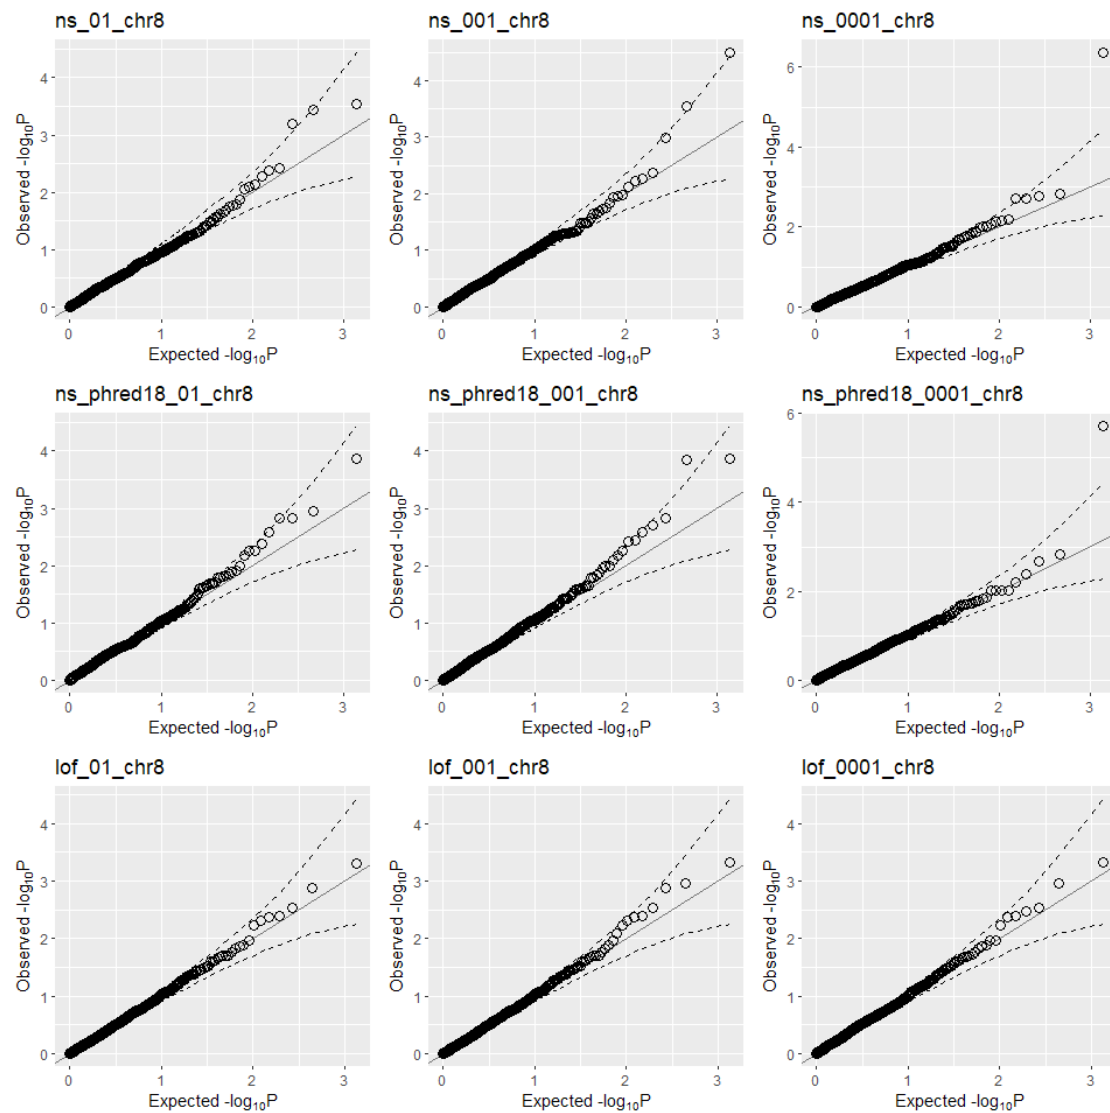 ns_01_chr8
ns_001_chr8
ns_0001_chr8
Observed -log₁₀P
4
3
2
1
0
0 1 2 3
Expected -log₁₀P
Observed -log₁₀P
4
3
2
1
0
0 1 2 3
Expected -log₁₀P
Observed -log₁₀P
6
4
2
0
0 1 2 3
Expected -log₁₀P
ns_phred18_01_chr8
ns_phred18_001_chr8
ns_phred18_0001_chr8
Observed -log₁₀P
4
3
2
1
0
0 1 2 3
Expected -log₁₀P
Observed -log₁₀P
4
3
2
1
0
0 1 2 3
Expected -log₁₀P
Observed -log₁₀P
6
4
2
0
0 1 2 3
Expected -log₁₀P
lof_01_chr8
lof_001_chr8
lof_0001_chr8
Observed -log₁₀P
4
3
2
1
0
0 1 2 3
Expected -log₁₀P
Observed -log₁₀P
4
3
2
1
0
0 1 2 3
Expected -log₁₀P
Observed -log₁₀P
4
3
2
1
0
0 1 2 3
Expected -log₁₀P